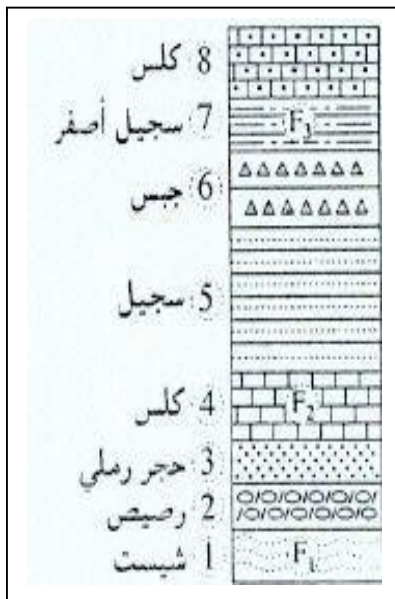 8 كلس
7 سجيل أصفر F3
6 جبس
5 سجيل
4 كلس F2
3 حجر رملي
2 رصيص
1 شيست F1